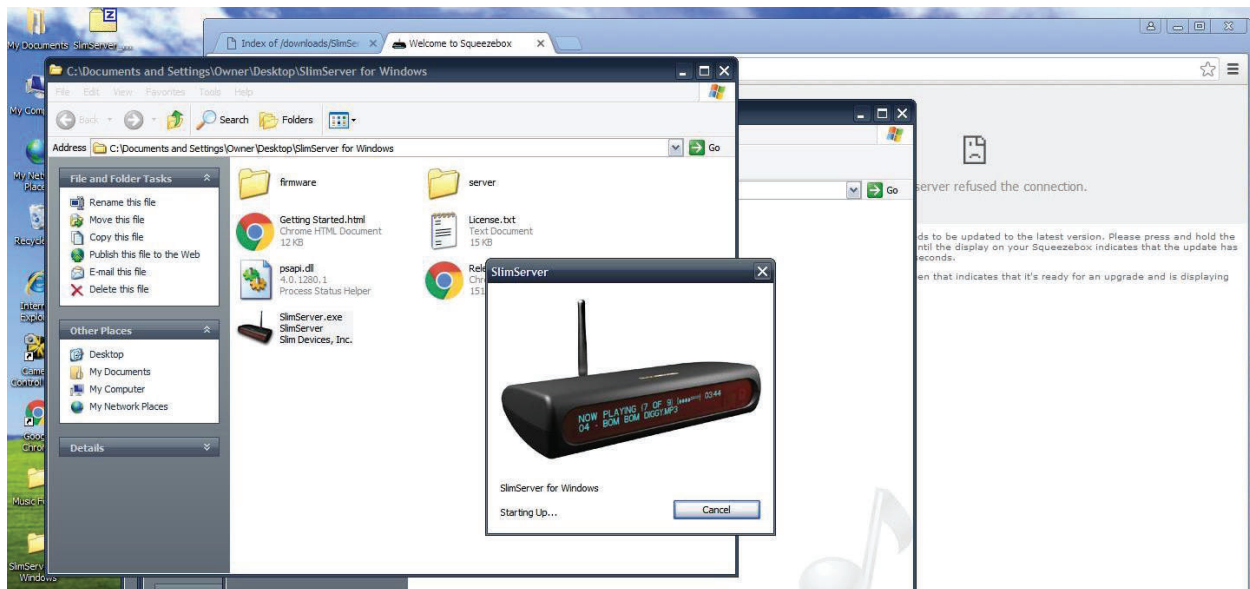 My Documents
SlimServer_...
Index of /downloads/SlimSe
Welcome to Squeezebox
C:\Documents and Settings\Owner\Desktop\SlimServer for Windows
File Edit View Favorites Tools Help
Back
Search
Folders
Address
C:\Documents and Settings\Owner\Desktop\SlimServer for Windows
Go
My Com
My Net
Place
Recycle
Intern
Explo
Came
Control
Goog
Chro
Music F
SlimServ
Windows
File and Folder Tasks
Rename this file
Move this file
Copy this file
Publish this file to the Web
E-mail this file
Delete this file
Other Places
Desktop
My Documents
My Computer
My Network Places
Details
firmware
server
Getting Started.html
Chrome HTML Document
12 KB
License.txt
Text Document
15 KB
psapi.dll
4.0.1280.1
Process Status Helper
Rele
Chr
151
SlimServer.exe
SlimServer
Slim Devices, Inc.
SlimServer
NOW PLAYING (7 OF 9) 03:44
04 - BOM BOM DIGGY.MP3
SlimServer for Windows
Starting Up...
Cancel
Go
server refused the connection.
ds to be updated to the latest version. Please press and hold the
ntil the display on your Squeezebox indicates that the update has
seconds.
en that indicates that it's ready for an upgrade and is displaying